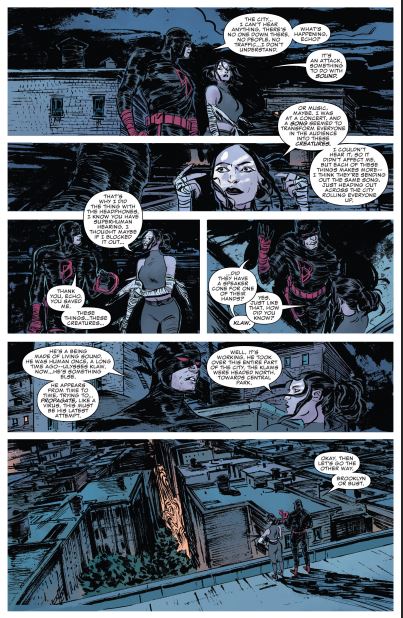 THE CITY...
I CAN'T HEAR
ANYTHING. THERE'S
NO ONE DOWN THERE.
NO PEOPLE, NO
TRAFFIC...I DON'T
UNDERSTAND.
WHAT'S
HAPPENING,
ECHO?
IT'S
AN ATTACK,
SOMETHING
TO DO WITH
SOUND.
OR MUSIC,
MAYBE. I WAS
AT A CONCERT, AND
A SONG SEEMED TO
TRANSFORM EVERYONE
IN THE AUDIENCE
INTO THESE
CREATURES.
I COULDN'T
HEAR IT, SO IT
DIDN'T AFFECT ME,
BUT EACH OF THESE
THINGS MAKES MORE--
I THINK THEY'RE SENDING
OUT THE SAME SONG.
JUST HEADING OUT
ACROSS THE CITY
ROLLING EVERYONE
UP.
THAT'S
WHY I DID
THE THING WITH
THE HEADPHONES.
I KNOW YOU HAVE
SUPERHUMAN
HEARING. I
THOUGHT MAYBE
IF I BLOCKED
IT OUT...
THANK
YOU, ECHO.
YOU SAVED
ME.
THESE
THINGS...THESE
CREATURES...
...DID
THEY HAVE
A SPEAKER
CONE FOR ONE
OF THEIR
HANDS?
YES,
JUST LIKE
THAT. HOW
DID YOU
KNOW?
KLAW.
HE'S A BEING
MADE OF LIVING SOUND.
HE WAS HUMAN ONCE, A LONG
TIME AGO--ULYSSES KLAW.
NOW...HE'S SOMETHING
ELSE.
HE APPEARS
FROM TIME TO
TIME, TRYING TO...
PROPAGATE, LIKE A
VIRUS. THIS MUST
BE HIS LATEST
ATTEMPT.
WELL, IT'S
WORKING. HE TOOK
OVER THIS ENTIRE PART
OF THE CITY. THE KLAWS
WERE HEADED NORTH,
TOWARDS CENTRAL
PARK.
OKAY. THEN
LET'S GO THE
OTHER WAY.
BROOKLYN
OR BUST.